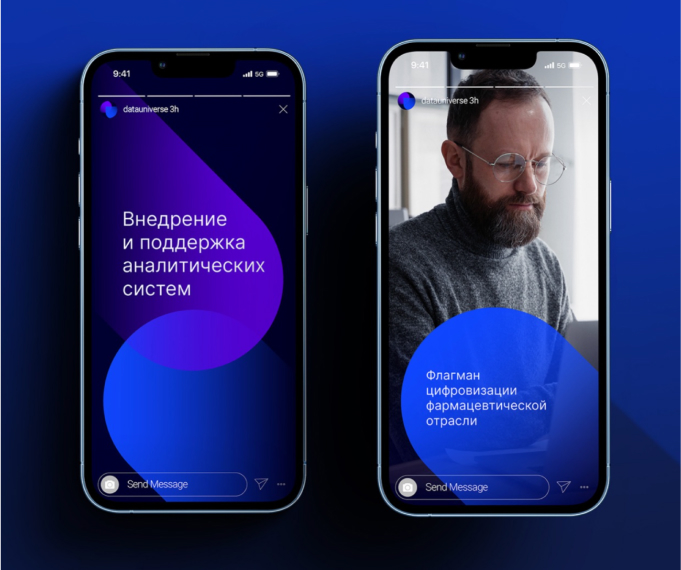 9:41
5G
datauniverse 3h
Внедрение
и поддержка
аналитических
систем
Send Message
9:41
5G
datauniverse 3h
Флагман
цифровизации
фармацевтической
отрасли
Send Message